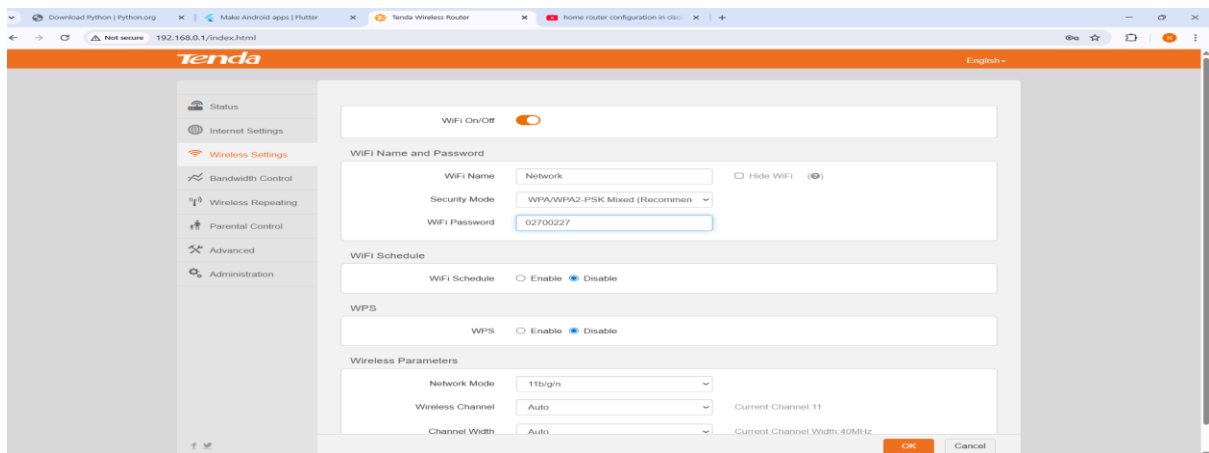 Download Python | Python.org
Make Android apps | Flutter
Tenda Wireless Router
home router configuration in cisc
Not secure 192.168.0.1/index.html
N
Tenda
English
Status
Internet Settings
Wireless Settings
Bandwidth Control
Wireless Repeating
Parental Control
Advanced
Administration
WiFi On/Off
WiFi Name and Password
WiFi Name Network Hide WiFi (?)
Security Mode WPA/WPA2-PSK Mixed (Recommen
WiFi Password 02700227
WiFi Schedule
WiFi Schedule Enable Disable
WPS
WPS Enable Disable
Wireless Parameters
Network Mode 11b/g/n
Wireless Channel Auto Current Channel:11
Channel Width Auto Current Channel Width:40MHz
OK Cancel